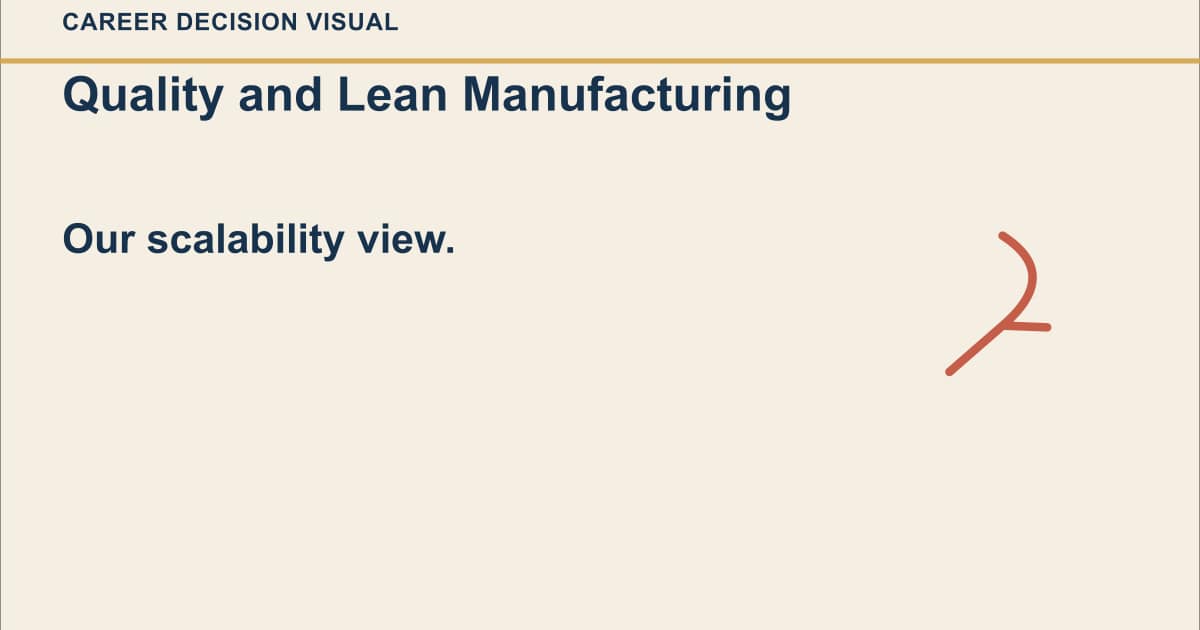 CAREER DECISION VISUAL
Quality and Lean Manufacturing
Our scalability view.